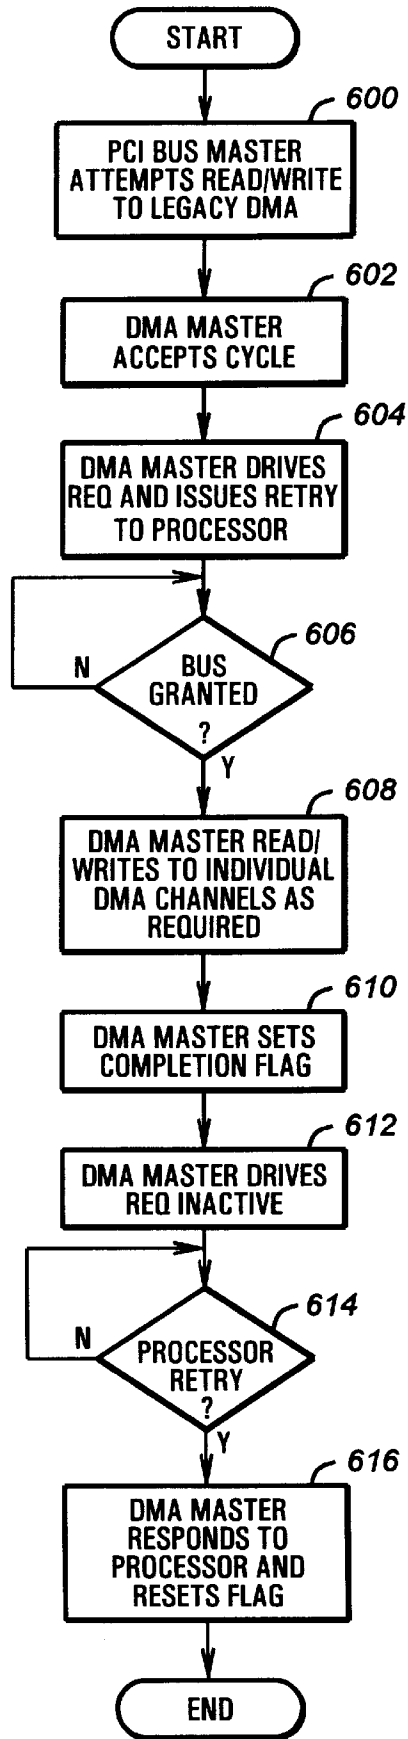 START
600
PCI BUS MASTER
ATTEMPTS READ/WRITE
TO LEGACY DMA
602
DMA MASTER
ACCEPTS CYCLE
604
DMA MASTER DRIVES
REQ AND ISSUES RETRY
TO PROCESSOR
606
N
BUS
GRANTED
?
Y
608
DMA MASTER READ/
WRITES TO INDIVIDUAL
DMA CHANNELS AS
REQUIRED
610
DMA MASTER SETS
COMPLETION FLAG
612
DMA MASTER DRIVES
REQ INACTIVE
614
N
PROCESSOR
RETRY
?
Y
616
DMA MASTER
RESPONDS TO
PROCESSOR AND
RESETS FLAG
END